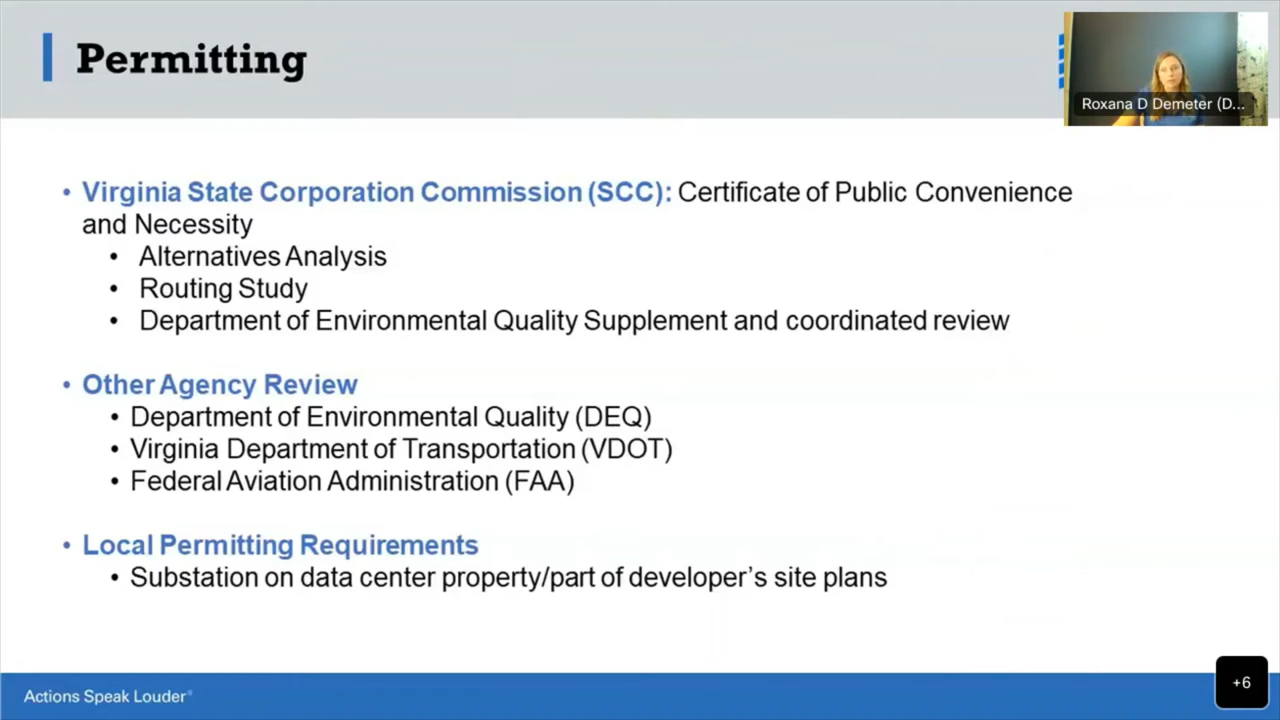 Permitting
Roxana D Demeter (D...
• Virginia State Corporation Commission (SCC): Certificate of Public Convenience
and Necessity
• Alternatives Analysis
• Routing Study
• Department of Environmental Quality Supplement and coordinated review
• Other Agency Review
• Department of Environmental Quality (DEQ)
• Virginia Department of Transportation (VDOT)
• Federal Aviation Administration (FAA)
• Local Permitting Requirements
• Substation on data center property/part of developer’s site plans
Actions Speak Louder®
+6